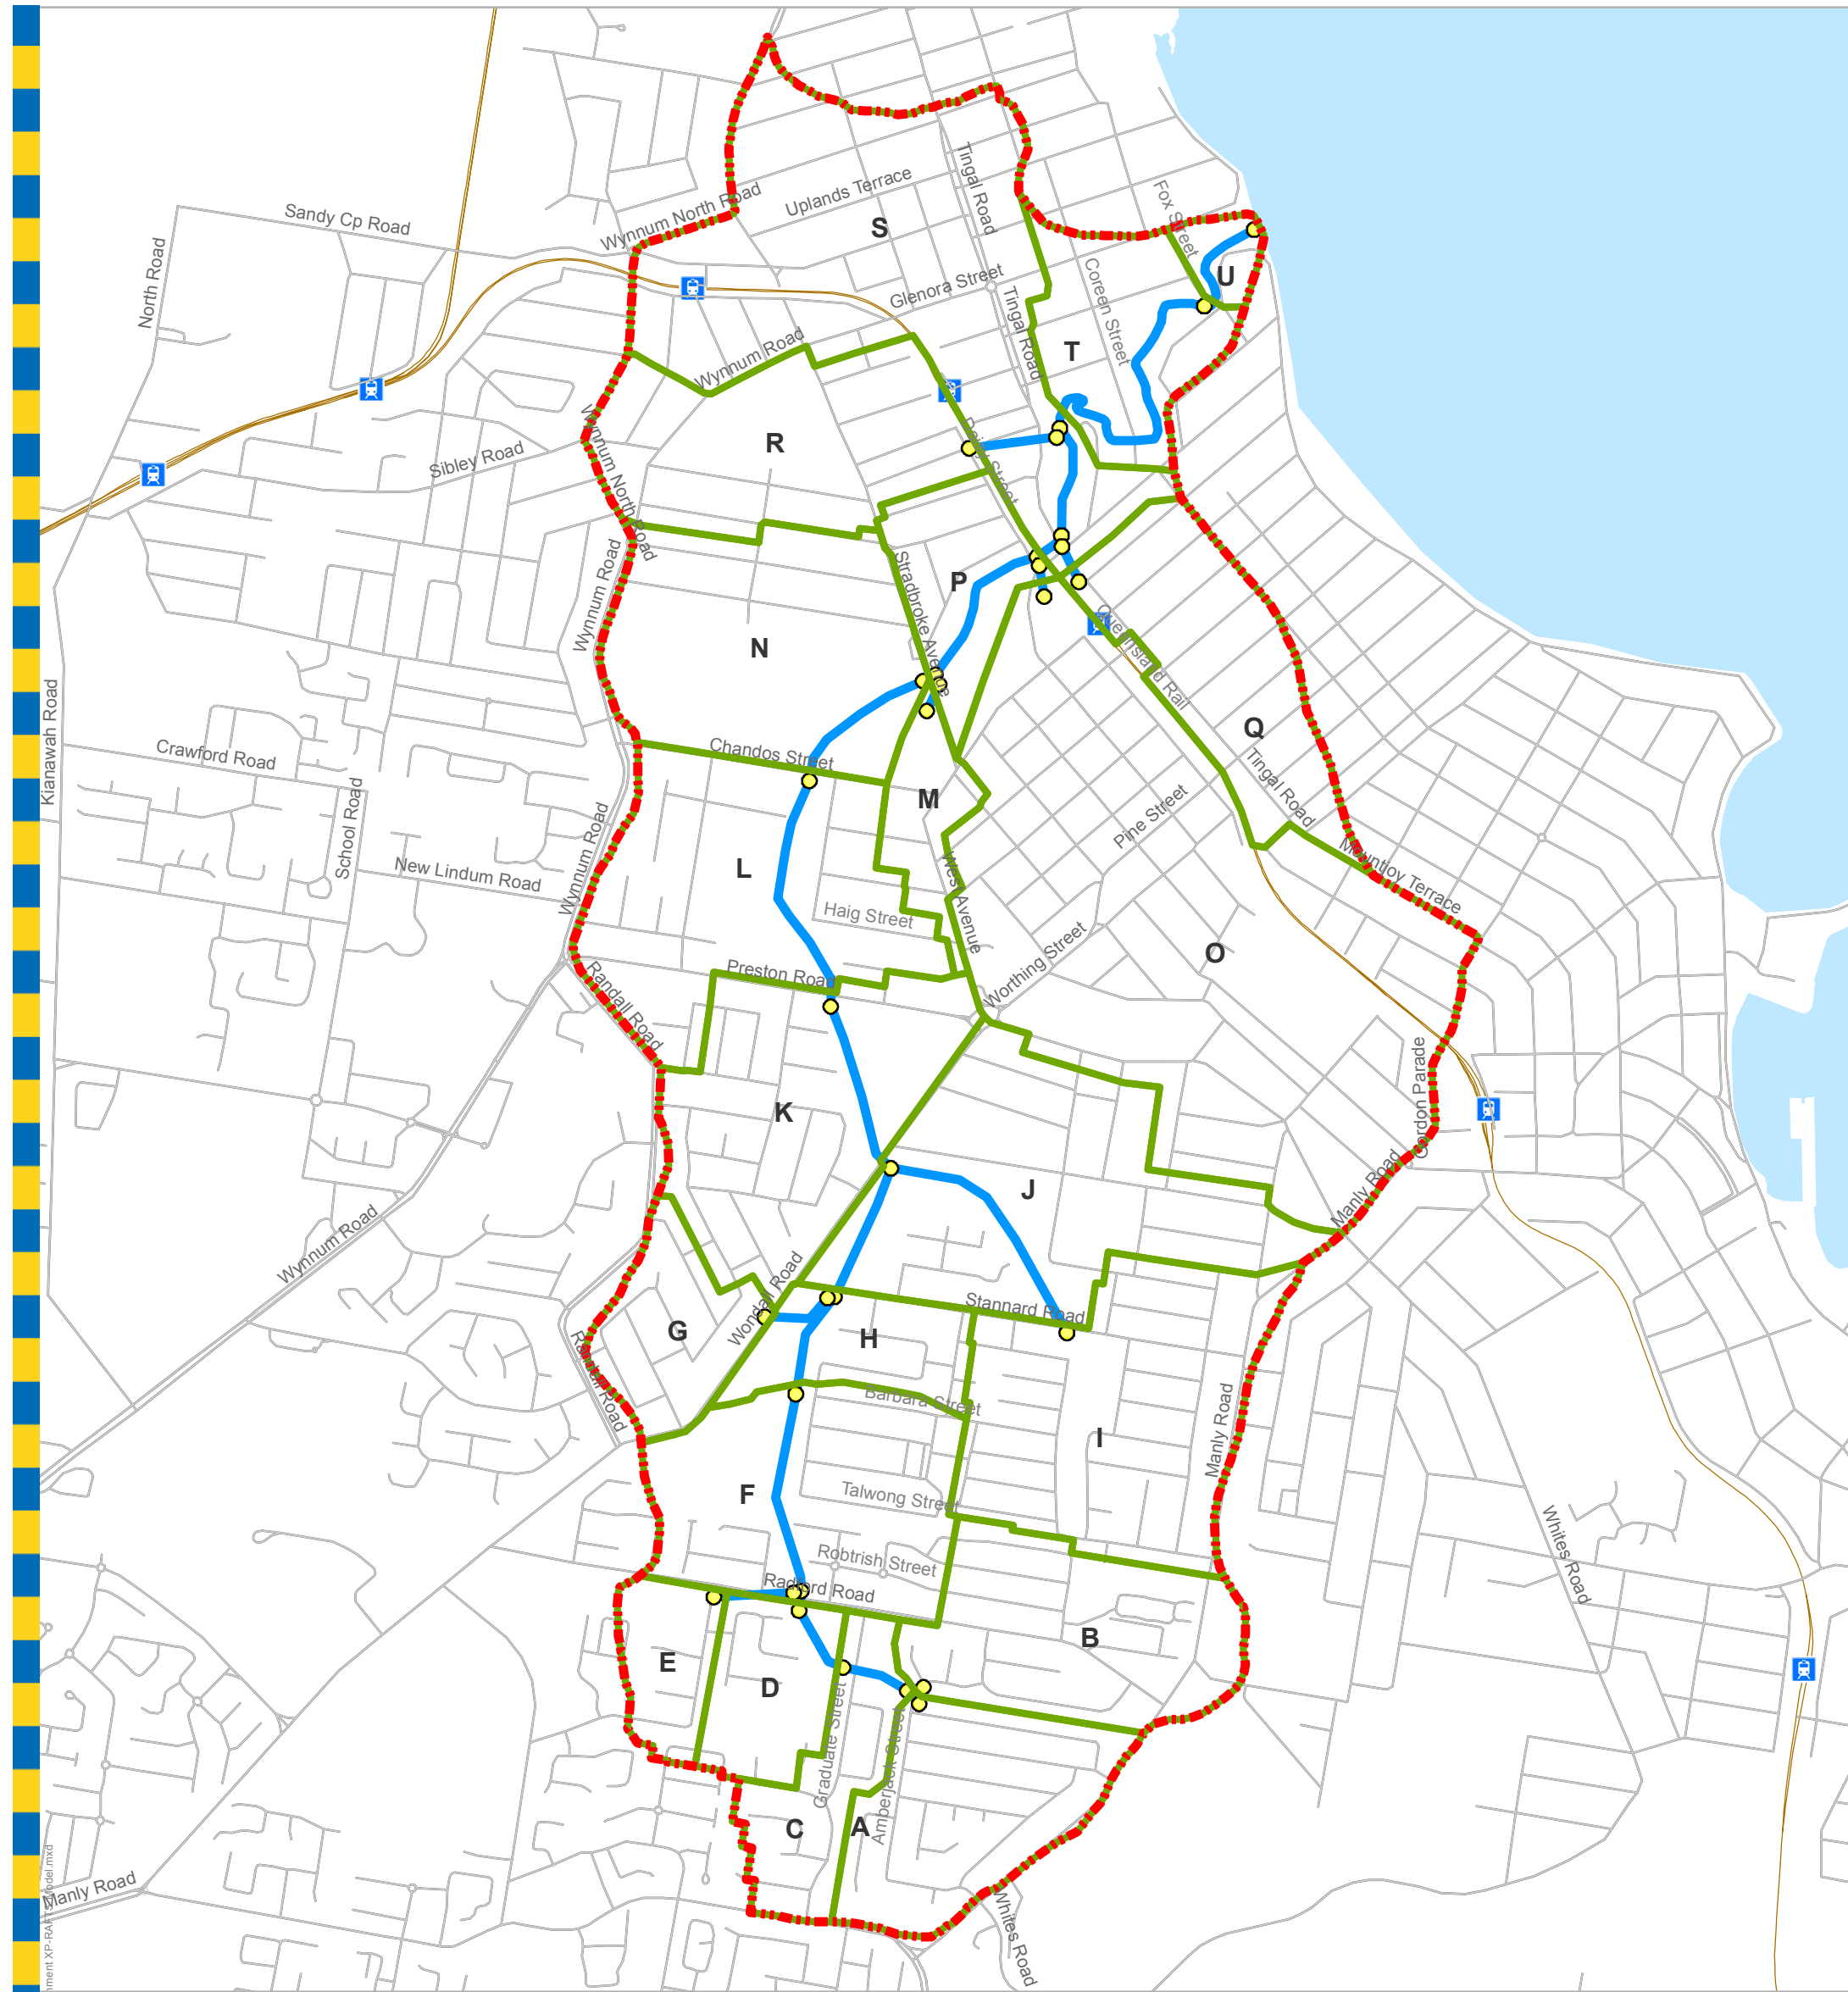 Tingal Road
Fox Street
Sandy Cp Road
Wynnum North Road
Uplands Terrace
S
North Road
Glenora Street
Tingal Road
Coreen Street
U
T
Wynnum Road
R
Wynnum North Road
Sibley Road
Wynnum Road
Stradbroke Avenue
P
Queensland Rail
N
Kianawah Road
Crawford Road
School Road
Chandos Street
Q
Tingal Road
M
Pine Street
Wynnum Road
New Lindum Road
L
Mountjoy Terrace
Haig Street
West Avenue
O
Worthing Street
Preston Road
Randall Road
K
Gordon Parade
J
Manly Road
Wynnum Road
Wondall Road
Stannard Road
G
H
Randall Road
Barbara Street
Manly Road
I
F
Talwong Street
Whites Road
Robtrish Street
Radford Road
B
E
D
Graduate Street
Amberjack Street
C
A
Manly Road
Whites Road